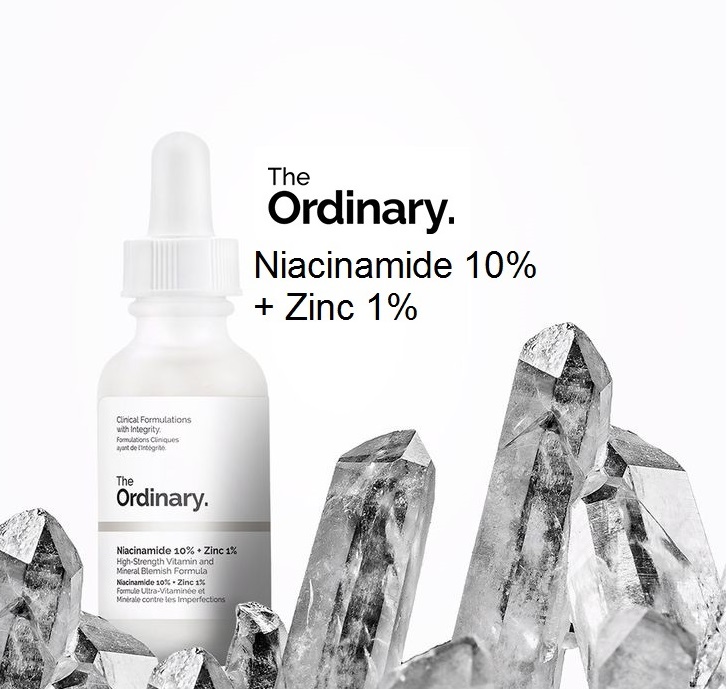 The
Ordinary.
Niacinamide 10%
+ Zinc 1%
Clinical Formulations
with Integrity.
Formulations Cliniques
ayant de l'Intégrité.
The
Ordinary.
Niacinamide 10% + Zinc 1%
High-Strength Vitamin and
Mineral Blemish Formula
Niacinamide 10% + Zinc 1%
Formule Ultra-Vitaminée et
Minérale contre les Imperfections